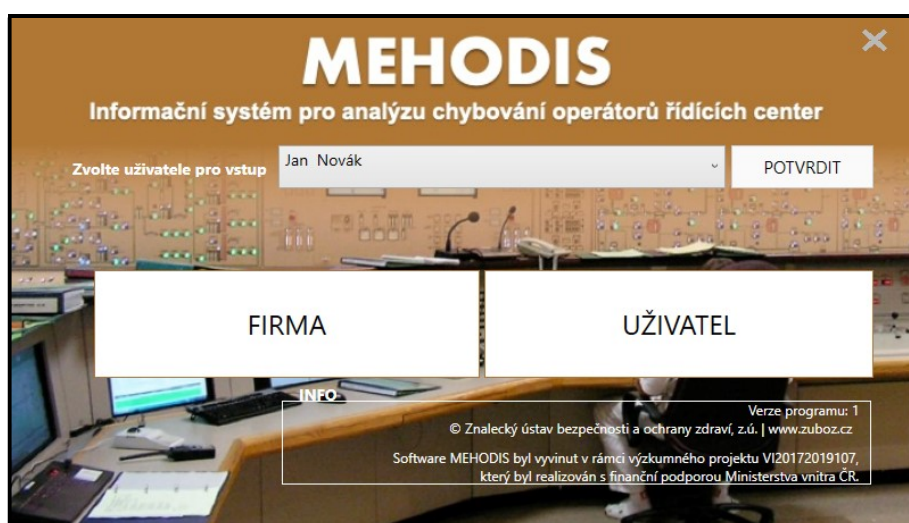 MEHODIS
Informační systém pro analýzu chybování operátorů řídících center
Zvolte uživatele pro vstup
Jan Novák
POTVRDIT
FIRMA
UŽIVATEL
INFO
Verze programu: 1
© Znalecký ústav bezpečnosti a ochrany zdraví, z.ú. | www.zuboz.cz
Software MEHODIS byl vyvinut v rámci výzkumného projektu VI20172019107,
který byl realizován s finanční podporou Ministerstva vnitra ČR.